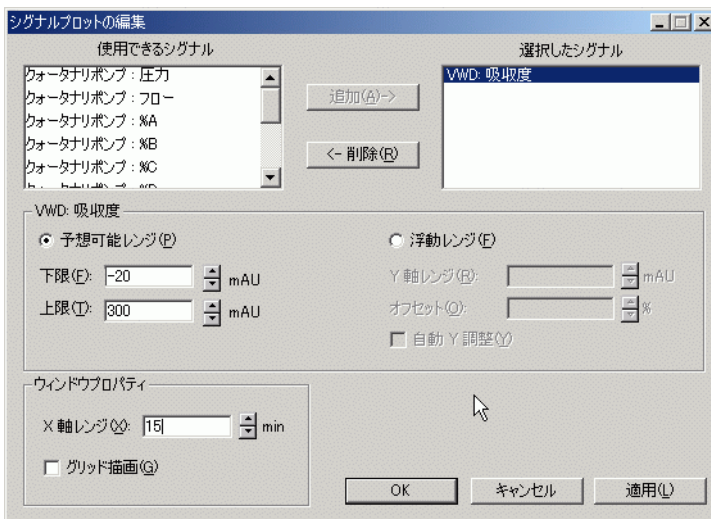 シグナルプロットの編集
使用できるシグナル
選択したシグナル
クォータナリポンプ : 圧力
クォータナリポンプ : フロー
クォータナリポンプ : %A
クォータナリポンプ : %B
クォータナリポンプ : %C
追加(A)->
<- 削除(R)
VWD: 吸収度
VWD: 吸収度
予想可能レンジ(P)
下限(F): -20 mAU
上限(T): 300 mAU
浮動レンジ(F)
Y 軸レンジ(R): mAU
オフセット(O): %
自動 Y 調整(Y)
ウィンドウプロパティ
X 軸レンジ(X): 15 min
グリッド描画(G)
OK
キャンセル
適用(L)